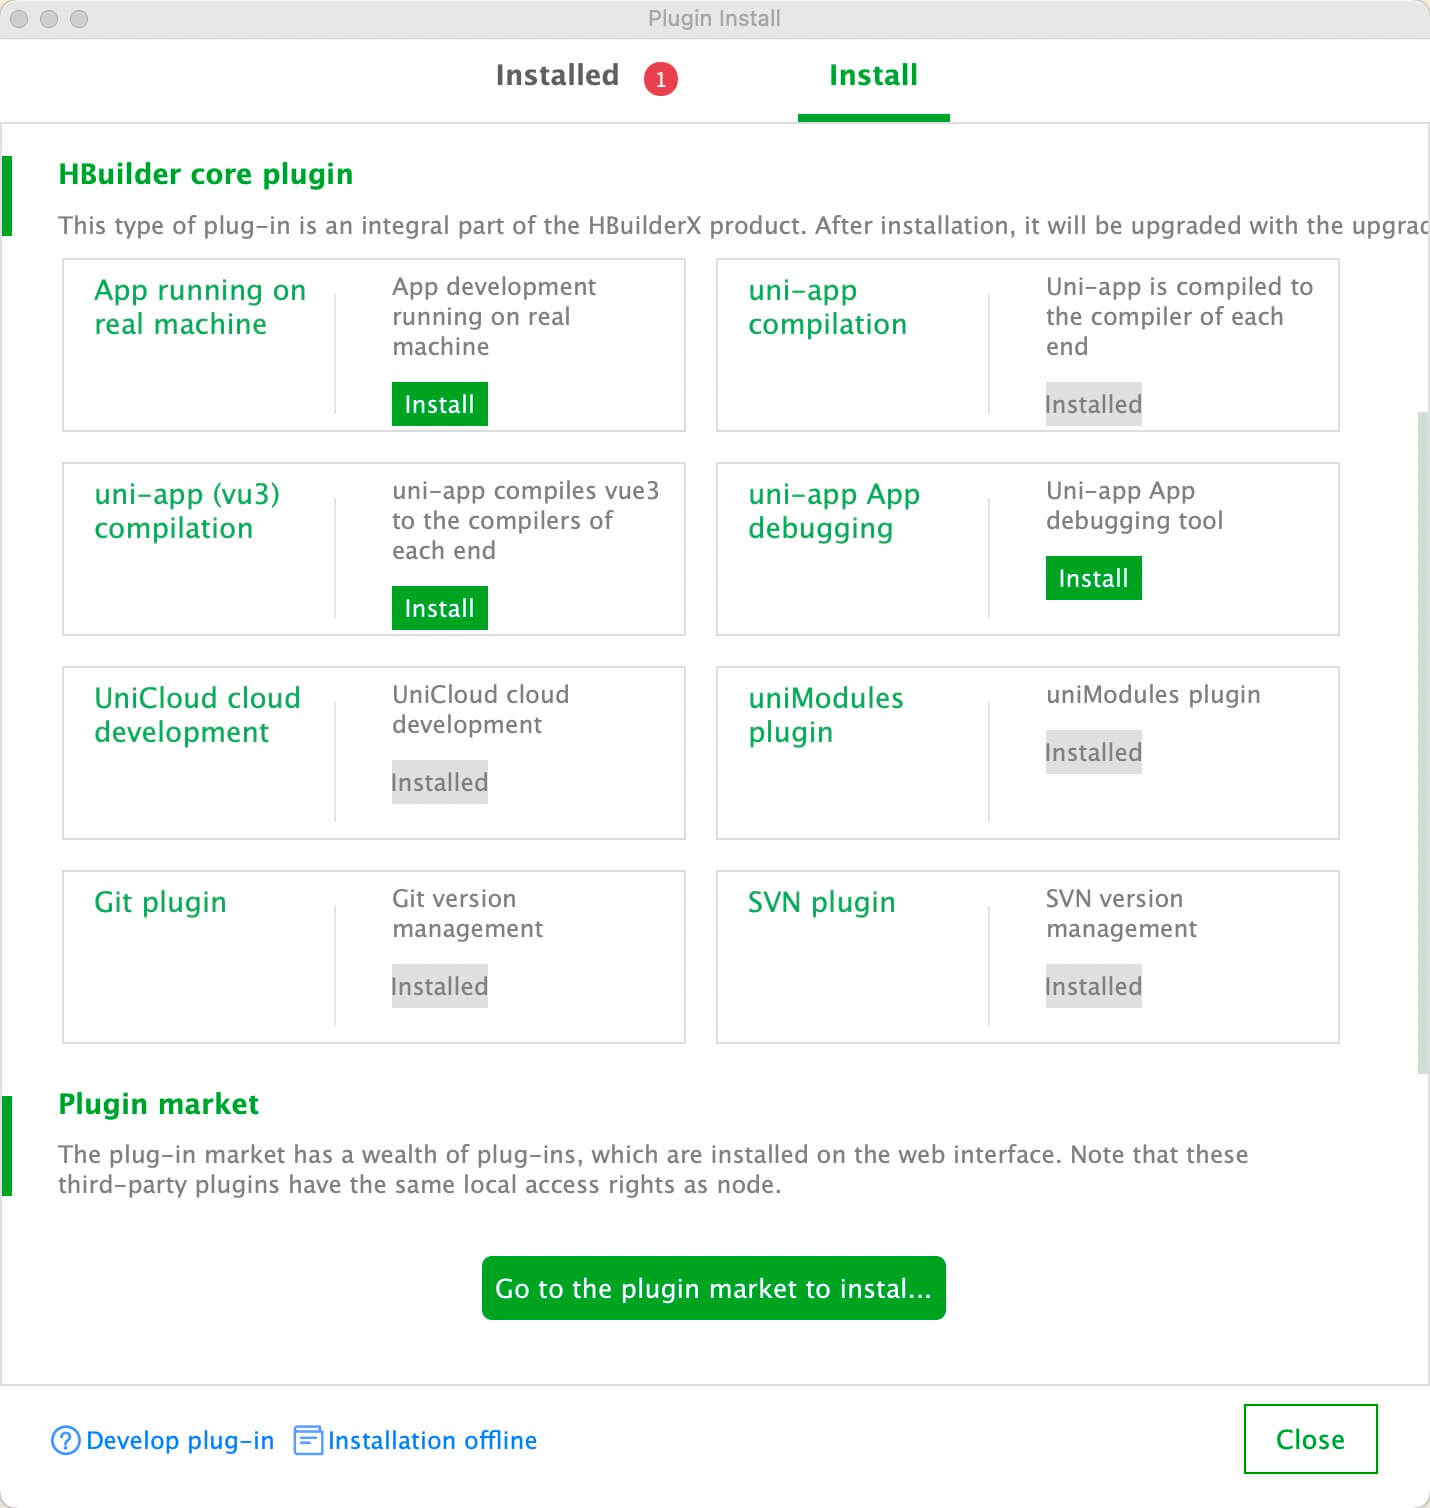 Plugin Install
Installed 1
Install
HBuilder core plugin
This type of plug-in is an integral part of the HBuilderX product. After installation, it will be upgraded with the upgrad
App running on
real machine
App development
running on real
machine
Install
uni-app
compilation
Uni-app is compiled to
the compiler of each
end
Installed
uni-app (vu3)
compilation
uni-app compiles vue3
to the compilers of
each end
Install
uni-app App
debugging
Uni-app App
debugging tool
Install
UniCloud cloud
development
UniCloud cloud
development
Installed
uniModules
plugin
uniModules plugin
Installed
Git plugin
Git version
management
Installed
SVN plugin
SVN version
management
Installed
Plugin market
The plug-in market has a wealth of plug-ins, which are installed on the web interface. Note that these
third-party plugins have the same local access rights as node.
Go to the plugin market to instal...
Develop plug-in
Installation offline
Close